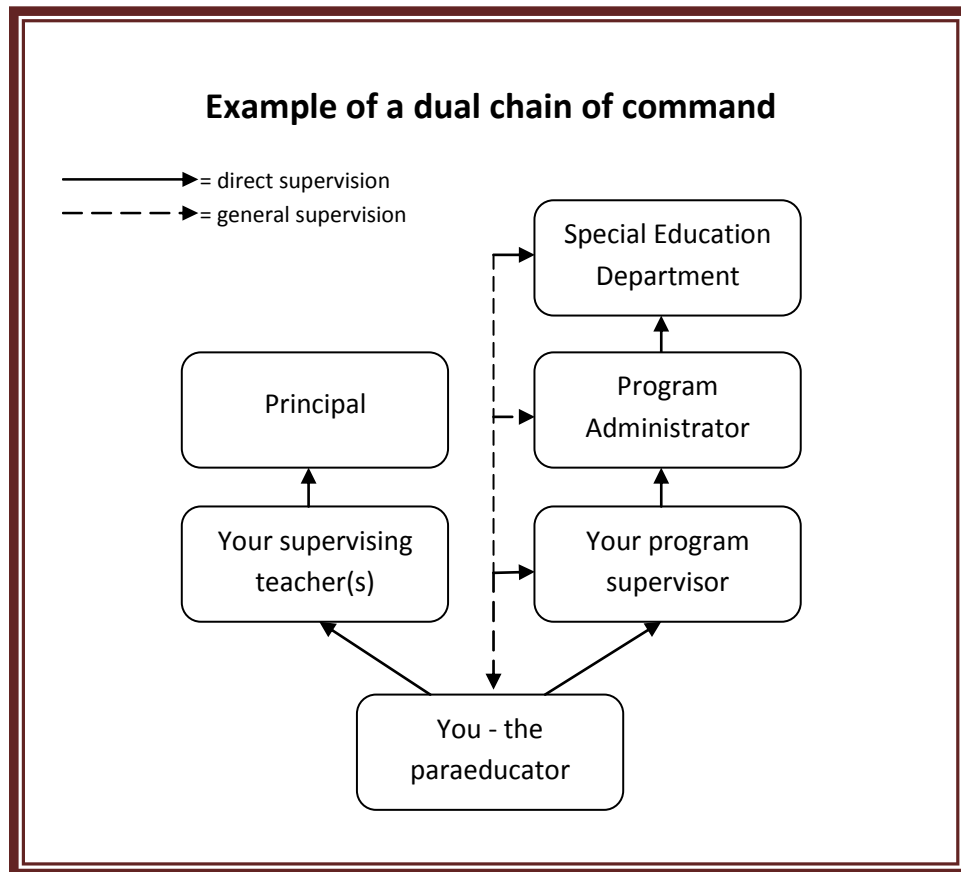 Example of a dual chain of command
= direct supervision
= general supervision
Special Education
Department
Principal
Program
Administrator
Your supervising
teacher(s)
Your program
supervisor
You - the
paraeducator